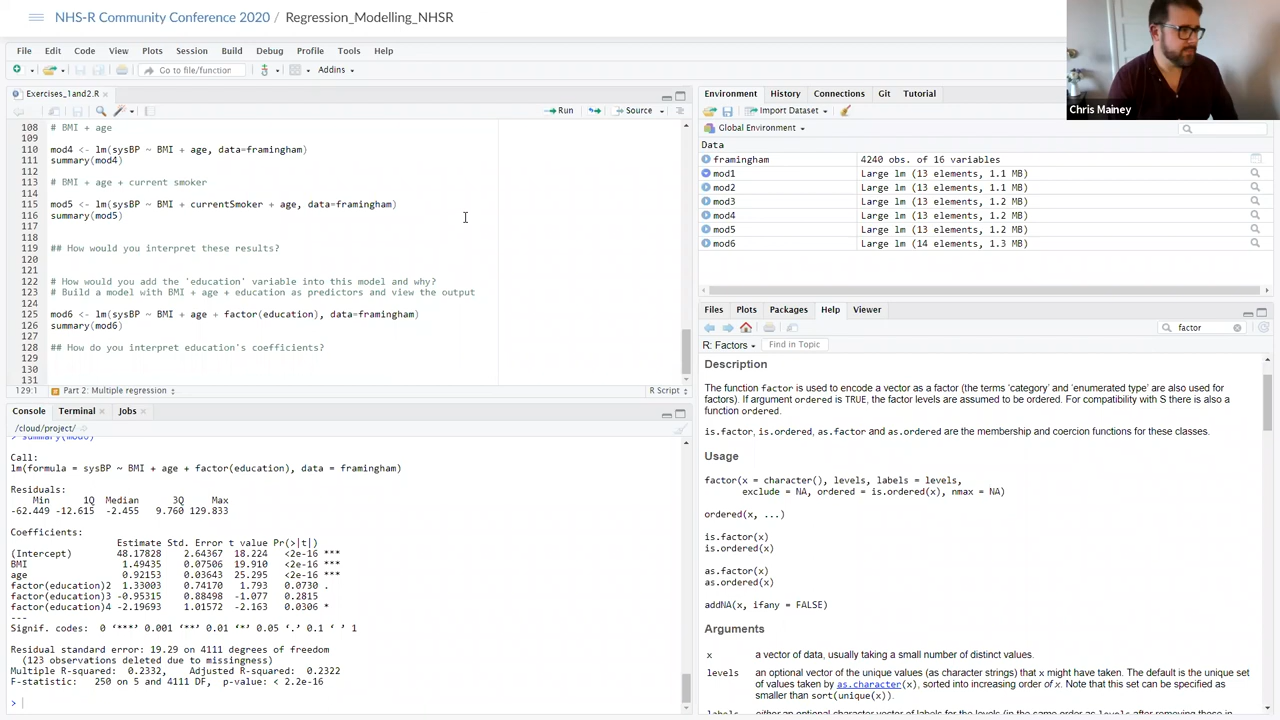 NHS-R Community Conference 2020 / Regression_Modelling_NHSR
Chris Mainey
File Edit Code View Plots Session Build Debug Profile Tools Help
Go to file/function Addins
Exercises_1and2.R
Run Source
108 # BMI + age
109
110 mod4 <- lm(sysBP ~ BMI + age, data=framingham)
111 summary(mod4)
112
113 # BMI + age + current smoker
114
115 mod5 <- lm(sysBP ~ BMI + currentSmoker + age, data=framingham)
116 summary(mod5)
117
118
119 ## How would you interpret these results?
120
121
122 # How would you add the 'education' variable into this model and why?
123 # Build a model with BMI + age + education as predictors and view the output
124
125 mod6 <- lm(sysBP ~ BMI + age + factor(education), data=framingham)
126 summary(mod6)
127
128 ## How do you interpret education's coefficients?
129
130
131
129:1 Part 2: Multiple regression R Script
Console Terminal Jobs
/cloud/project/
> summary(mod6)
Call:
lm(formula = sysBP ~ BMI + age + factor(education), data = framingham)
Residuals:
Min 1Q Median 3Q Max
-62.449 -12.615 -2.455 9.760 129.833
Coefficients:
Estimate Std. Error t value Pr(>|t|)
(Intercept) 48.17828 2.64367 18.224 <2e-16 ***
BMI 1.49435 0.07506 19.910 <2e-16 ***
age 0.92153 0.03643 25.295 <2e-16 ***
factor(education)2 1.33003 0.74170 1.793 0.0730 .
factor(education)3 -0.95315 0.88498 -1.077 0.2815
factor(education)4 -2.19693 1.01572 -2.163 0.0306 *
---
Signif. codes: 0 ‘***’ 0.001 ‘**’ 0.01 ‘*’ 0.05 ‘.’ 0.1 ‘ ’ 1
Residual standard error: 19.29 on 4111 degrees of freedom
(123 observations deleted due to missingness)
Multiple R-squared: 0.2332, Adjusted R-squared: 0.2322
F-statistic: 250 on 5 and 4111 DF, p-value: < 2.2e-16
>
Environment History Connections Git Tutorial
Import Dataset
Global Environment
Data
framingham 4240 obs. of 16 variables
mod1 Large lm (13 elements, 1.1 MB)
mod2 Large lm (13 elements, 1.1 MB)
mod3 Large lm (13 elements, 1.2 MB)
mod4 Large lm (13 elements, 1.2 MB)
mod5 Large lm (13 elements, 1.2 MB)
mod6 Large lm (14 elements, 1.3 MB)
Files Plots Packages Help Viewer
factor
R: Factors Find in Topic
Description
The function factor is used to encode a vector as a factor (the terms ‘category’ and ‘enumerated type’ are also used for
factors). If argument ordered is TRUE, the factor levels are assumed to be ordered. For compatibility with S there is also a
function ordered.
is.factor, is.ordered, as.factor and as.ordered are the membership and coercion functions for these classes.
Usage
factor(x = character(), levels, labels = levels,
exclude = NA, ordered = is.ordered(x), nmax = NA)
ordered(x, ...)
is.factor(x)
is.ordered(x)
as.factor(x)
as.ordered(x)
addNA(x, ifany = FALSE)
Arguments
x a vector of data, usually taking a small number of distinct values.
levels an optional vector of the unique values (as character strings) that x might have taken. The default is the unique set
of values taken by as.character(x), sorted into increasing order of x. Note that this set can be specified as
smaller than sort(unique(x)).
labels either an optional character vector of labels for the levels (in the same order as levels after removing those in